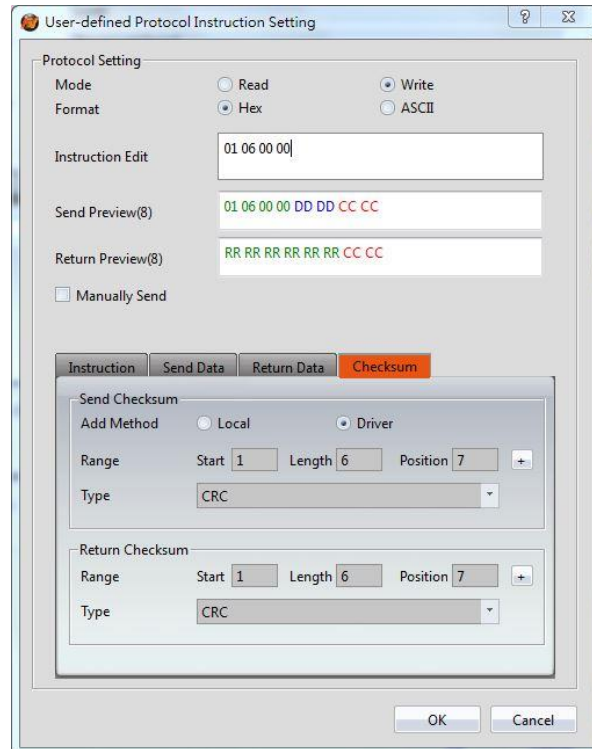 User-defined Protocol Instruction Setting
Protocol Setting
Mode Read Write
Format Hex ASCII
Instruction Edit 01 06 00 00
Send Preview(8) 01 06 00 00 DD DD CC CC
Return Preview(8) RR RR RR RR RR RR CC CC
Manually Send
Instruction Send Data Return Data Checksum
Send Checksum
Add Method Local Driver
Range Start 1 Length 6 Position 7 +
Type CRC
Return Checksum
Range Start 1 Length 6 Position 7 +
Type CRC
OK Cancel